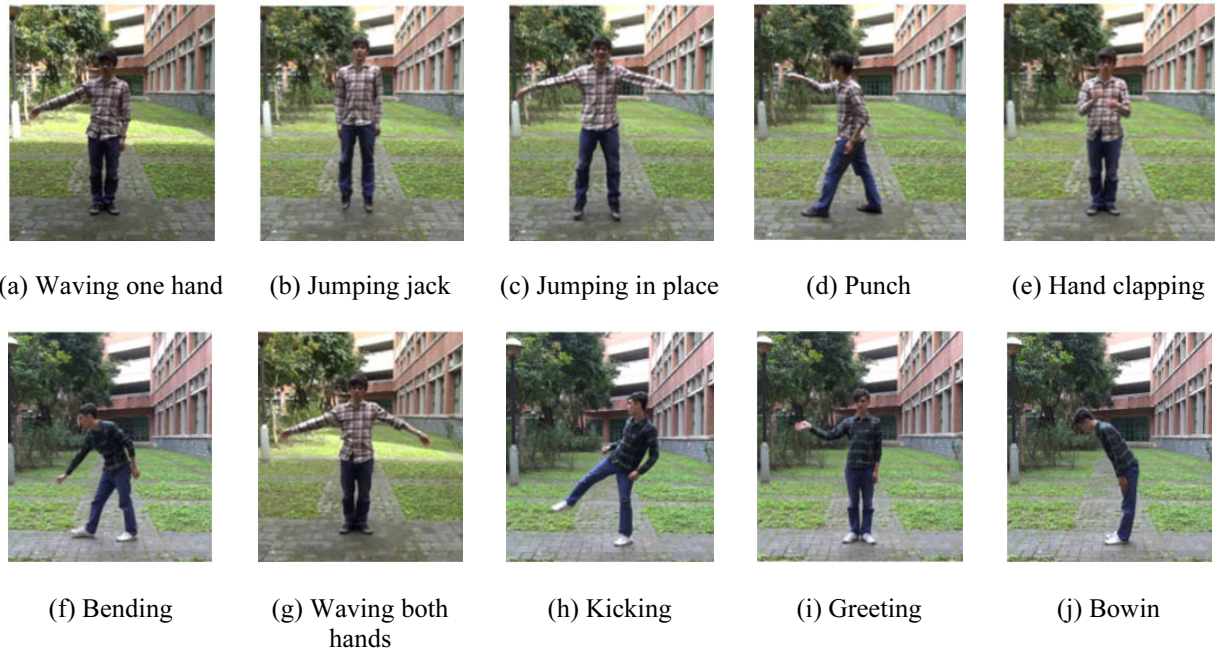 (a) Waving one hand
(b) Jumping jack
(c) Jumping in place
(d) Punch
(e) Hand clapping
(f) Bending
(g) Waving both
hands
(h) Kicking
(i) Greeting
(j) Bowin